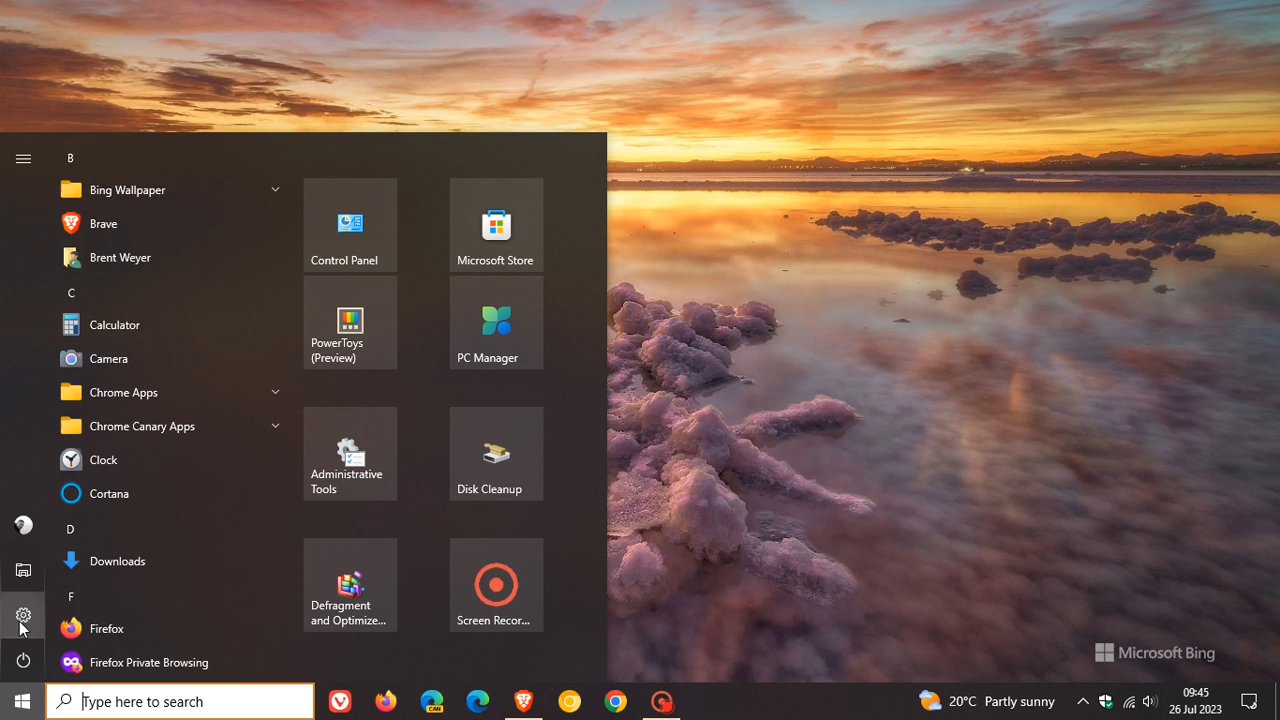 B
Bing Wallpaper
Brave
Brent Weyer
C
Calculator
Camera
Chrome Apps
Chrome Canary Apps
Clock
Cortana
D
Downloads
F
Firefox
Firefox Private Browsing
Control Panel
Microsoft Store
PowerToys
(Preview)
PC Manager
Administrative
Tools
Disk Cleanup
Defragment
and Optimize...
Screen Recor...
Microsoft Bing
Type here to search
CAN
20°C Partly sunny
09:45
26 Jul 2023